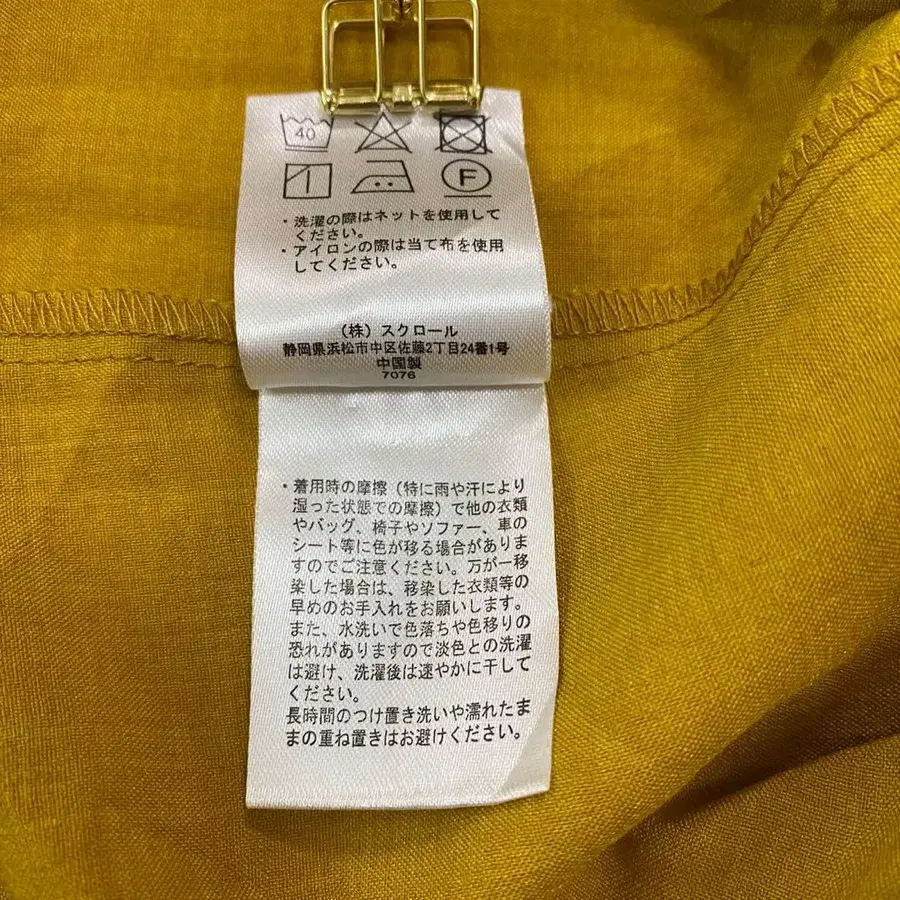 40
F
・洗濯の際はネットを使用して
ください。
・アイロンの際は当て布を使用
してください。
(株)スクロール
静岡県浜松市中区佐藤2丁目24番1号
中国製
7076
・着用時の摩擦(特に雨や汗により
湿った状態での摩擦)で他の衣類
やバッグ、椅子やソファー、車の
シート等に色が移る場合がありま
すのでご注意ください。万が一移
染した場合は、移染した衣類等の
早めのお手入れをお願いします。
また、水洗いで色落ちや色移りの
恐れがありますので淡色との洗濯
は避け、洗濯後は速やかに干して
ください。
長時間のつけ置き洗いや濡れたま
まの重ね置きはお避けください。